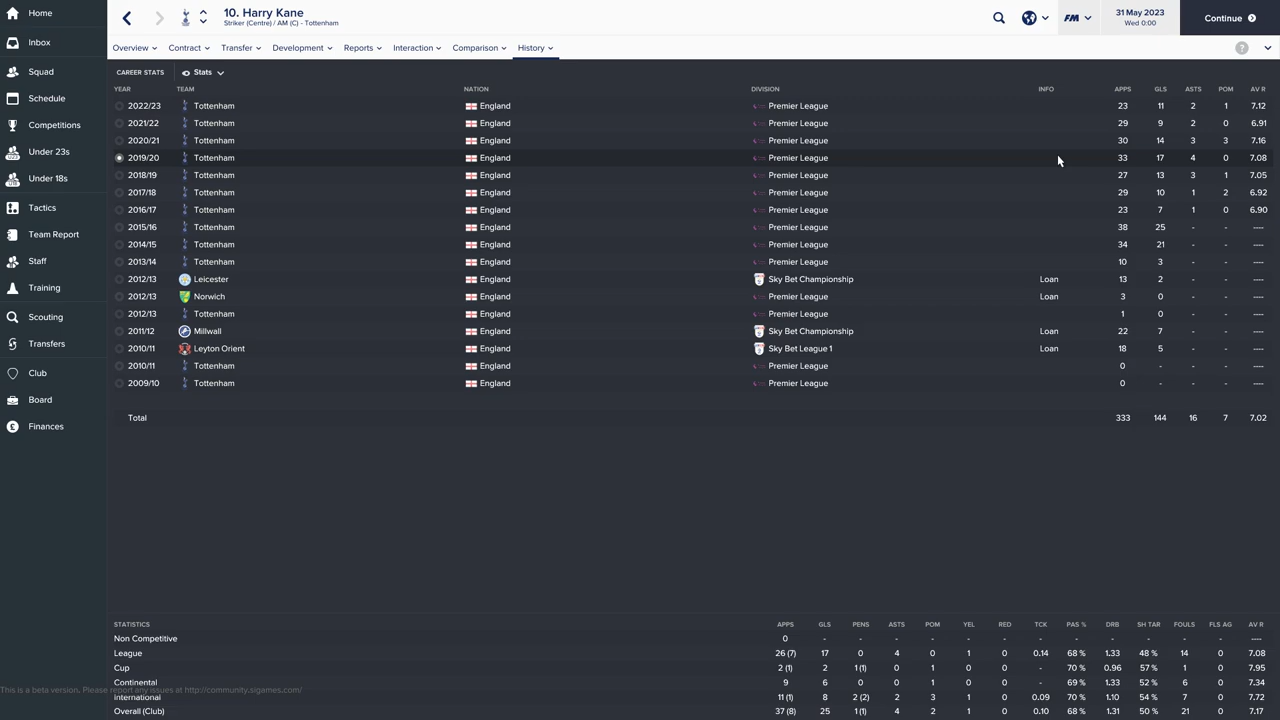 Home
Inbox
Squad
Schedule
Competitions
Under 23s
Under 18s
Tactics
Team Report
Staff
Training
Scouting
Transfers
Club
Board
Finances
10. Harry Kane
Striker (Centre) / AM (C) - Tottenham
FM
31 May 2023
Wed 0:00
Continue
Overview Contract Transfer Development Reports Interaction Comparison History ?
CAREER STATS Stats
YEAR TEAM NATION DIVISION INFO APPS GLS ASTS POM AV R
2022/23 Tottenham England Premier League 23 11 2 1 7.12
2021/22 Tottenham England Premier League 29 9 2 0 6.91
2020/21 Tottenham England Premier League 30 14 3 3 7.16
2019/20 Tottenham England Premier League 33 17 4 0 7.08
2018/19 Tottenham England Premier League 27 13 3 1 7.05
2017/18 Tottenham England Premier League 29 10 1 2 6.92
2016/17 Tottenham England Premier League 23 7 1 0 6.90
2015/16 Tottenham England Premier League 38 25 - - ----
2014/15 Tottenham England Premier League 34 21 - - ----
2013/14 Tottenham England Premier League 10 3 - - ----
2012/13 Leicester England Sky Bet Championship Loan 13 2 - - ----
2012/13 Norwich England Premier League Loan 3 0 - - ----
2012/13 Tottenham England Premier League 1 0 - - ----
2011/12 Millwall England Sky Bet Championship Loan 22 7 - - ----
2010/11 Leyton Orient England Sky Bet League 1 Loan 18 5 - - ----
2010/11 Tottenham England Premier League 0 - - - ----
2009/10 Tottenham England Premier League 0 - - - ----
Total 333 144 16 7 7.02
STATISTICS APPS GLS PENS ASTS POM YEL RED TCK PAS % DRB SH TAR FOULS FLS AG AV R
Non Competitive 0 - - - - - - - - - - - - ----
League 26 (7) 17 0 4 0 1 0 0.14 68 % 1.33 48 % 14 0 7.08
Cup 2 (1) 2 1 (1) 0 1 0 0 - 70 % 0.96 57 % 1 0 7.95
Continental 9 6 0 0 1 0 0 - 69 % 1.33 52 % 6 0 7.34
This is a beta version. Please report any issues at http://community.sigames.com/
International 11 (1) 8 2 (2) 2 3 1 0 0.09 70 % 1.10 54 % 7 0 7.72
Overall (Club) 37 (8) 25 1 (1) 4 2 1 0 0.10 68 % 1.31 50 % 21 0 7.17